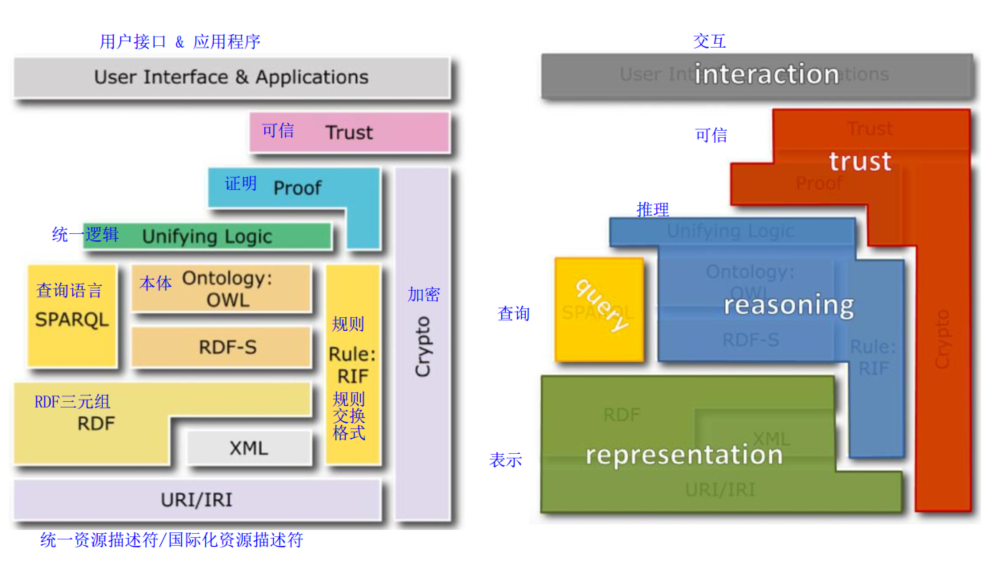 用户接口 & 应用程序
User Interface & Applications
可信
Trust
证明
Proof
统一逻辑
Unifying Logic
查询语言
SPARQL
本体
Ontology:
OWL
RDF-S
规则
Rule:
RIF
规则
交换
格式
加密
Crypto
RDF三元组
RDF
XML
URI/IRI
统一资源描述符/国际化资源描述符
交互
User Interface & Applications
interaction
可信
Trust
trust
Proof
推理
Unifying Logic
查询
SPARQL
query
Ontology:
OWL
reasoning
RDF-S
Rule:
RIF
Crypto
表示
RDF
XML
representation
URI/IRI